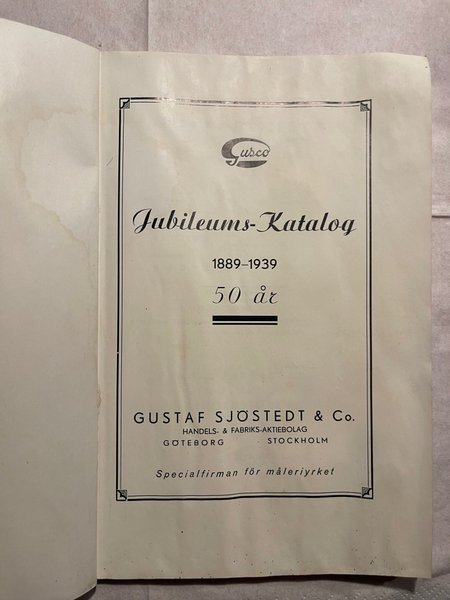 Gusco
Jubileums-Katalog
1889-1939
50 år
GUSTAF SJÖSTEDT & Co.
HANDELS- & FABRIKS-AKTIEBOLAG
GÖTEBORG · STOCKHOLM
Specialfirman för måleriyrket